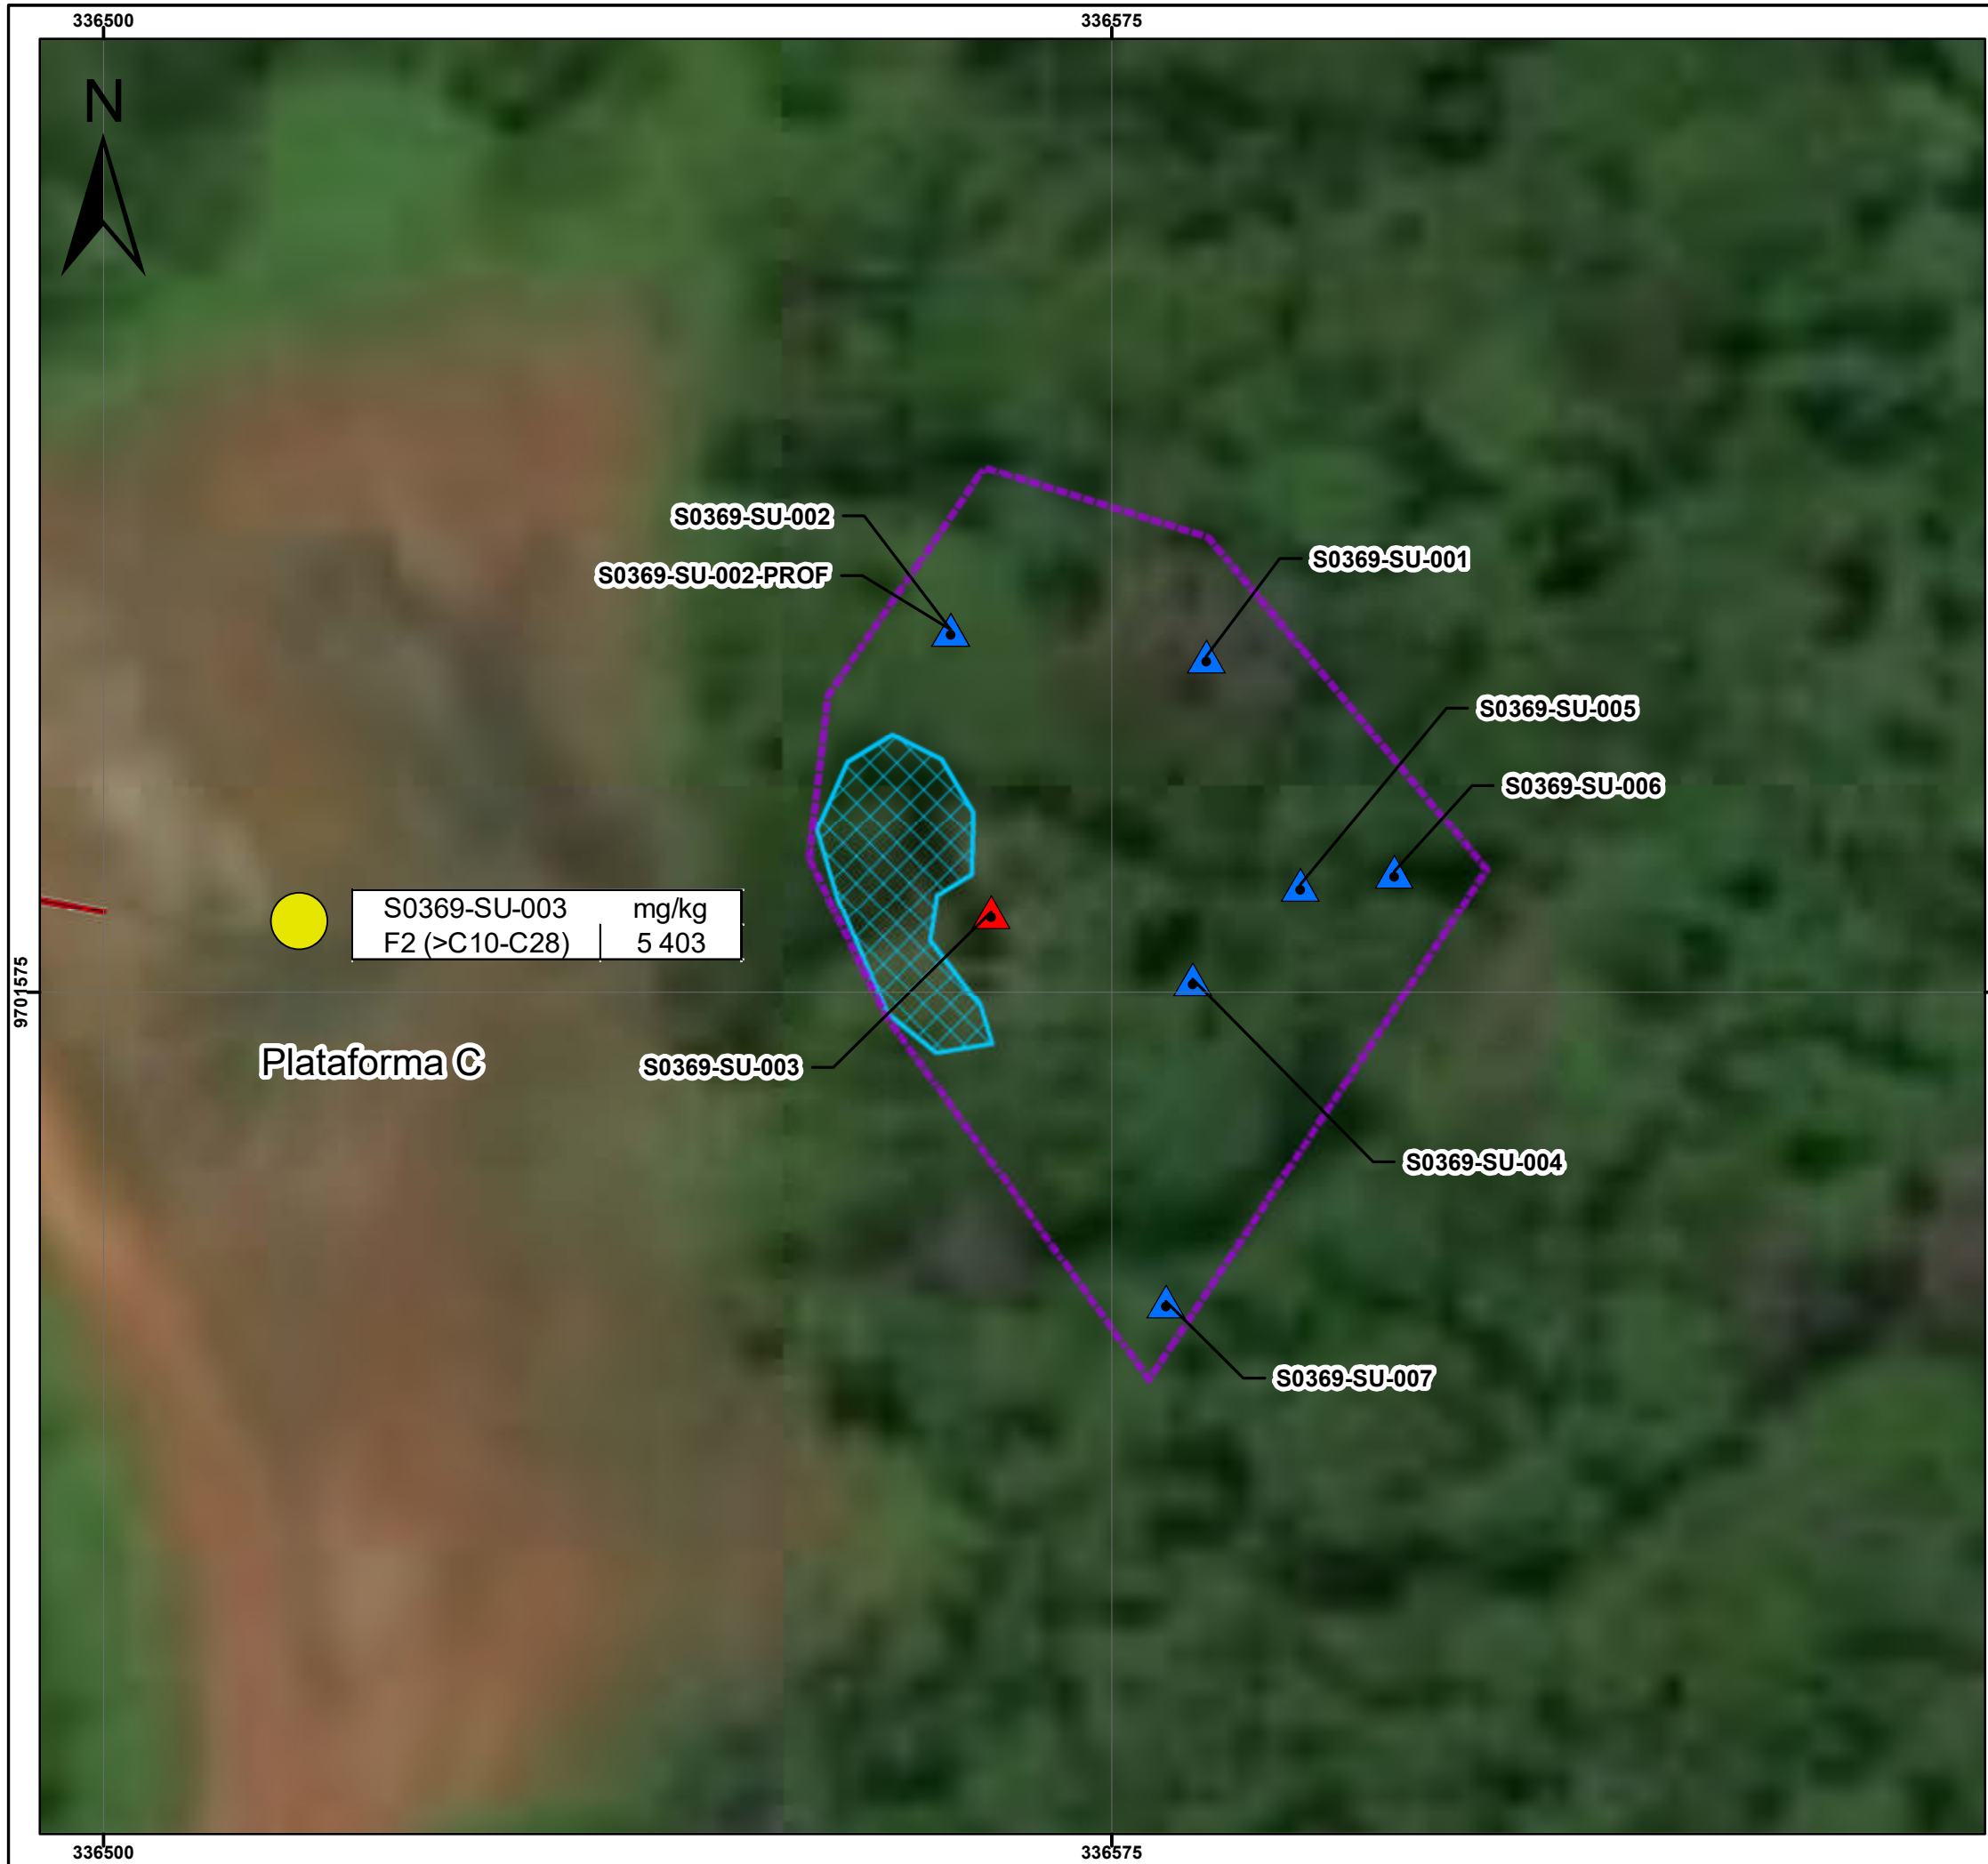 336500 336575
N
S0369-SU-002
S0369-SU-001
S0369-SU-002-PROF
S0369-SU-005
S0369-SU-006
S0369-SU-003 mg/kg
F2 (>C10-C28) 5 403
9701575
Plataforma C
S0369-SU-003
S0369-SU-004
S0369-SU-007
336500 336575